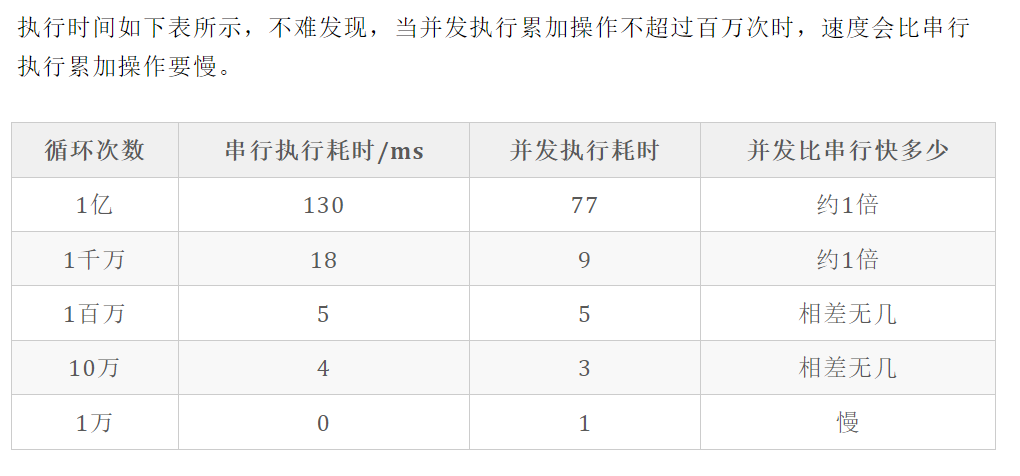 执行时间如下表所示，不难发现，当并发执行累加操作不超过百万次时，速度会比串行
执行累加操作要慢。
循环次数 串行执行耗时/ms 并发执行耗时 并发比串行快多少
1亿 130 77 约1倍
1千万 18 9 约1倍
1百万 5 5 相差无几
10万 4 3 相差无几
1万 0 1 慢